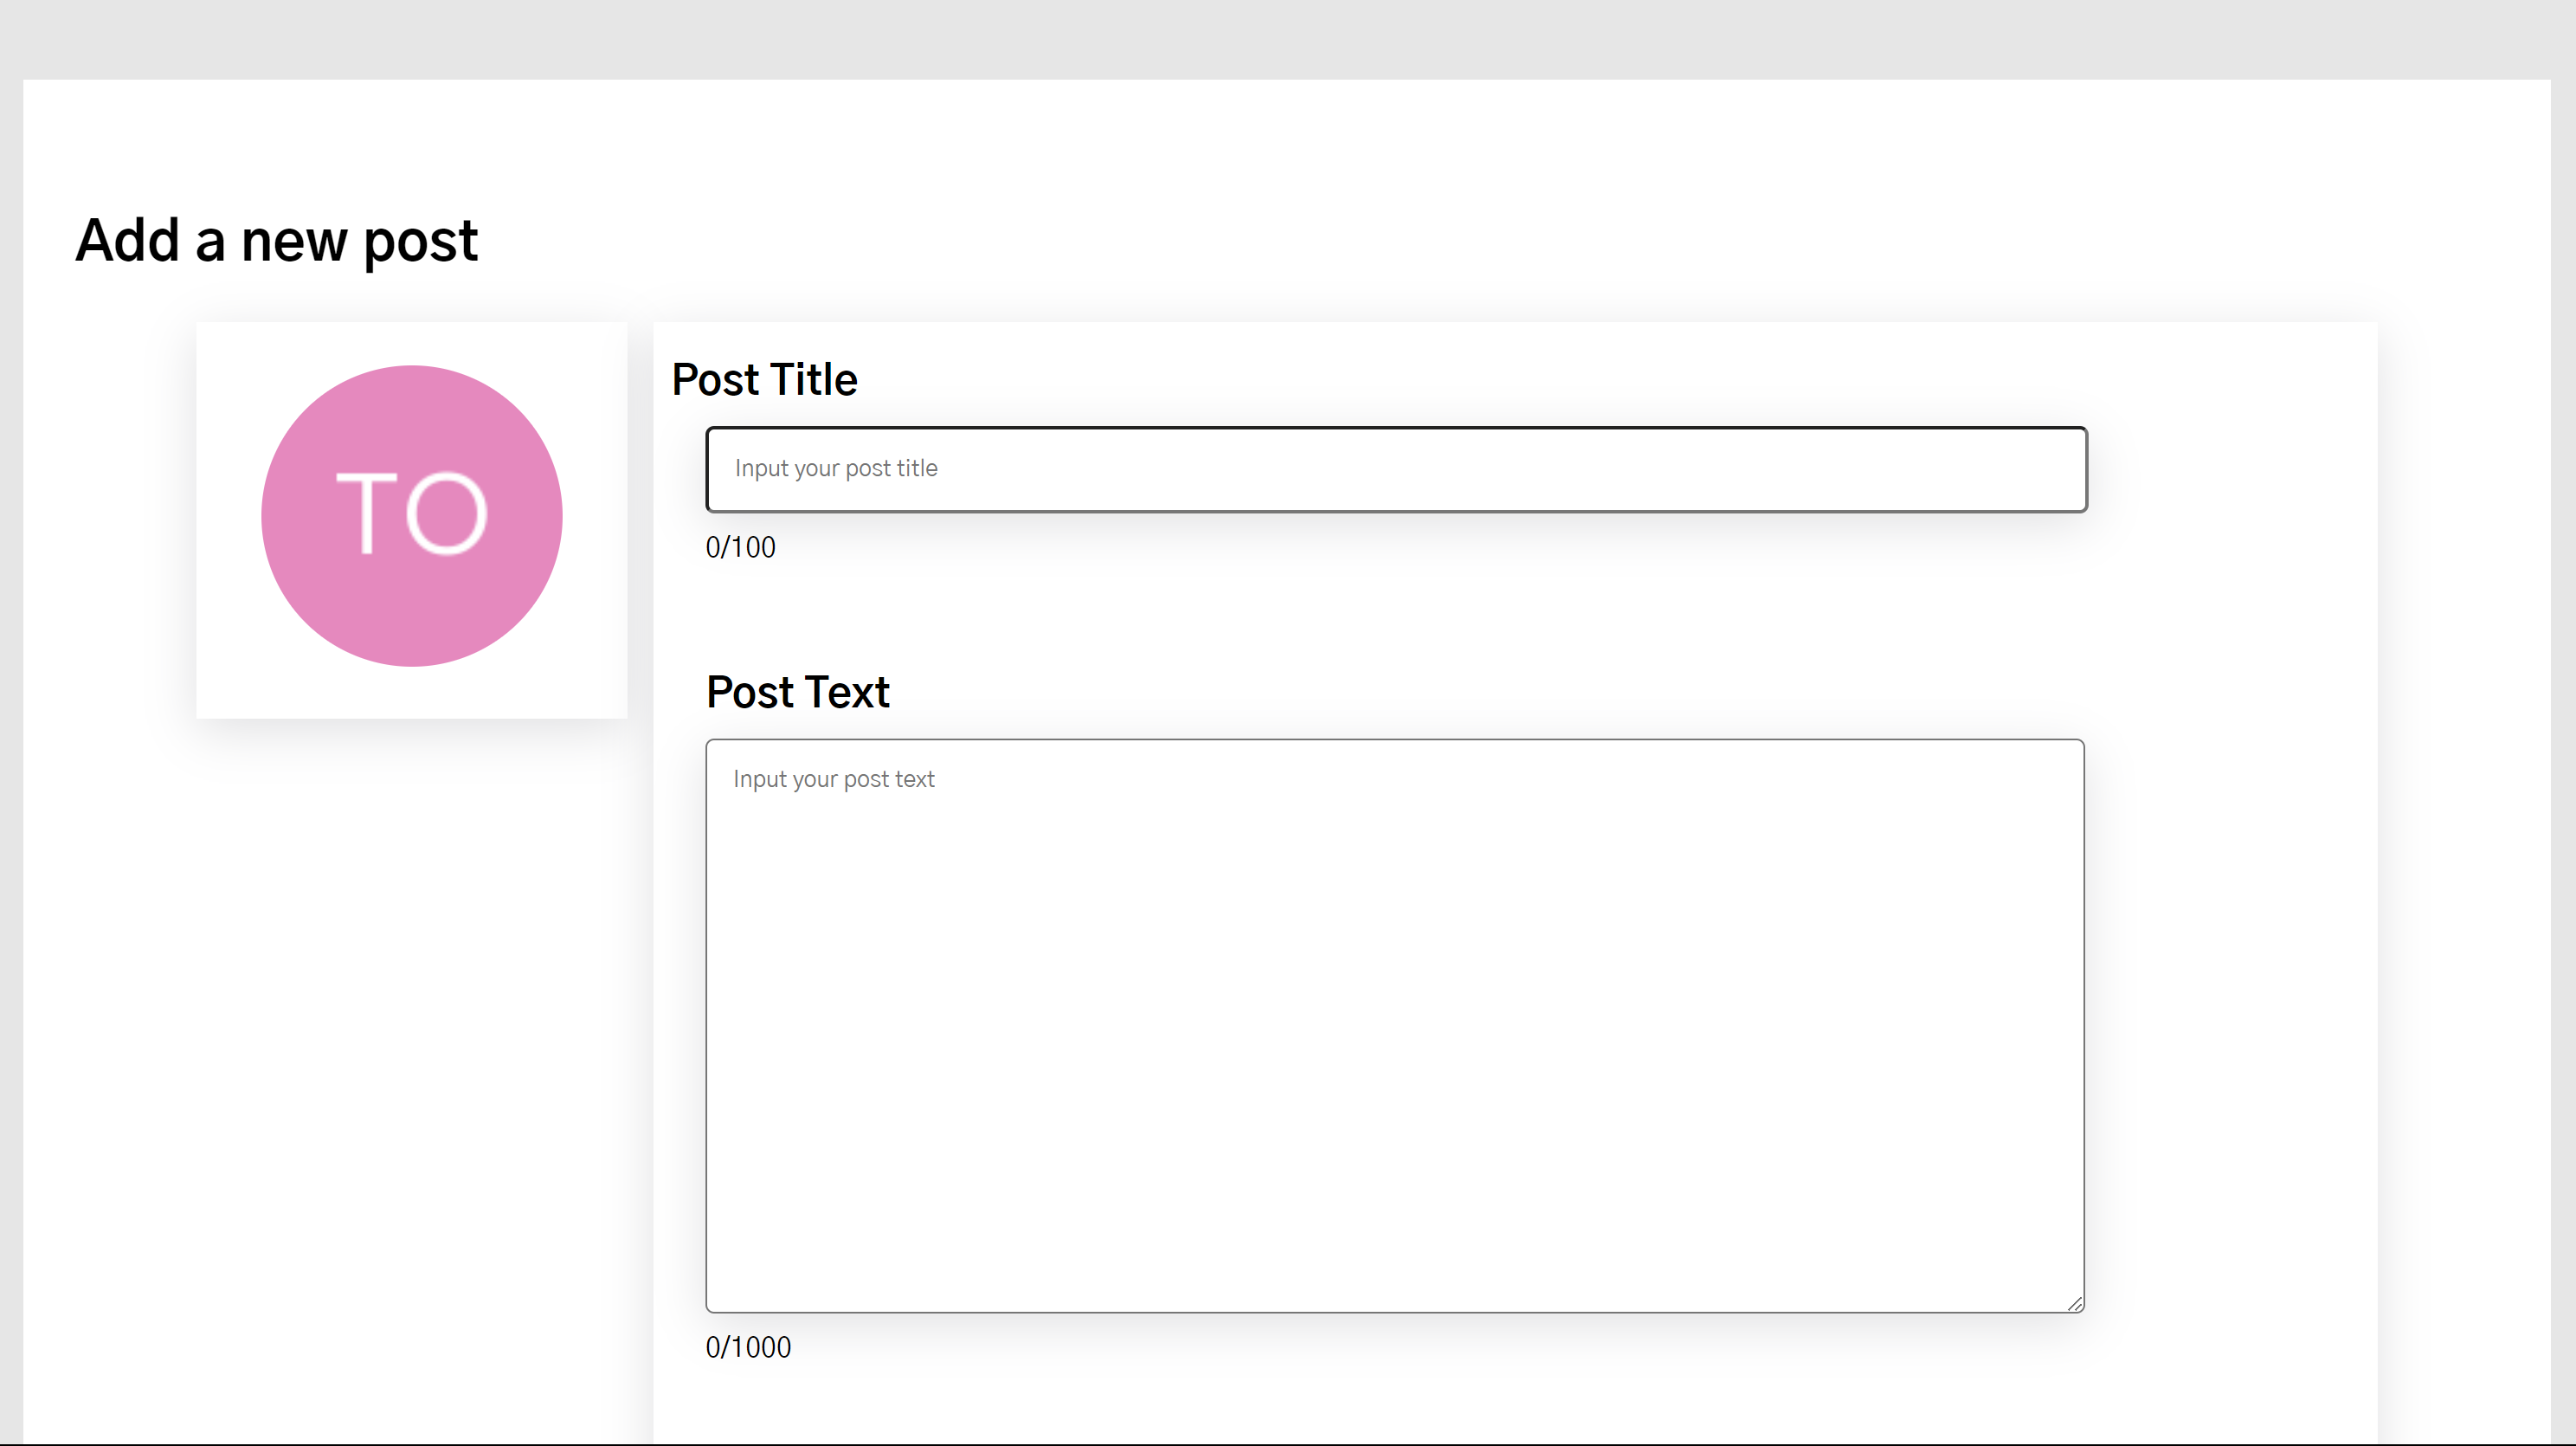 Add a new post
TO
Post Title
Input your post title
0/100
Post Text
Input your post text
0/1000